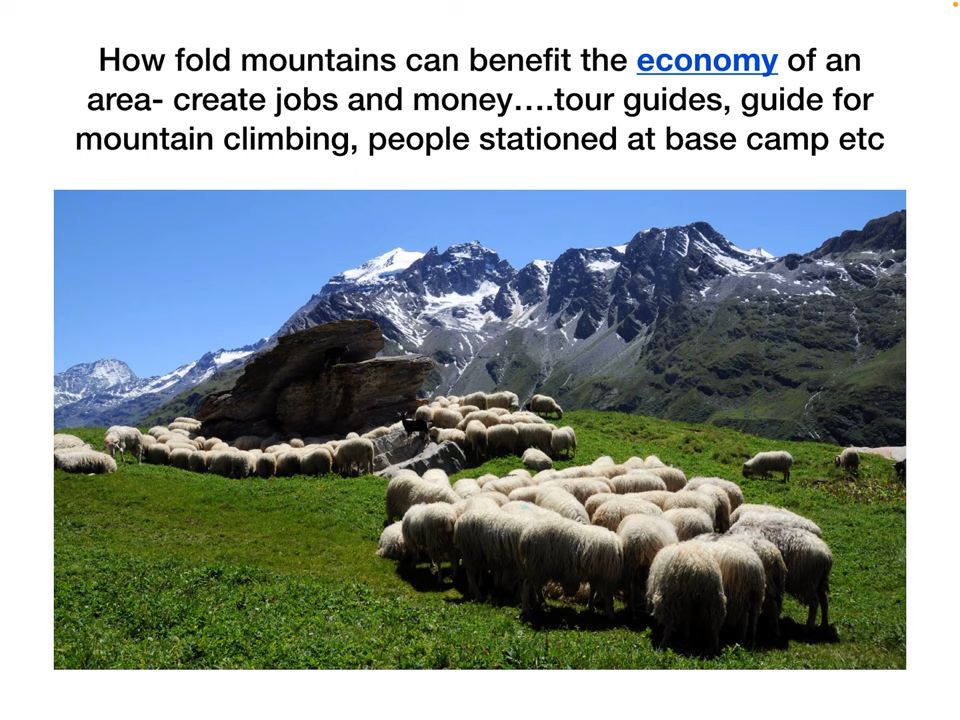 How fold mountains can benefit the economy of an
area- create jobs and money….tour guides, guide for
mountain climbing, people stationed at base camp etc